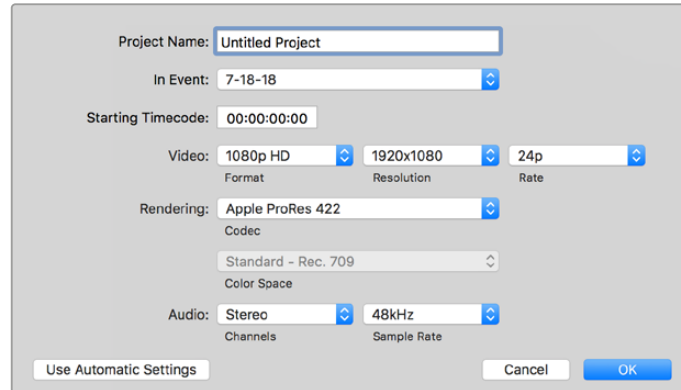 Project Name: Untitled Project
In Event: 7-18-18
Starting Timecode: 00:00:00:00
Video: 1080p HD 1920x1080 24p
Format Resolution Rate
Rendering: Apple ProRes 422
Codec
Standard - Rec. 709
Color Space
Audio: Stereo 48kHz
Channels Sample Rate
Use Automatic Settings Cancel OK